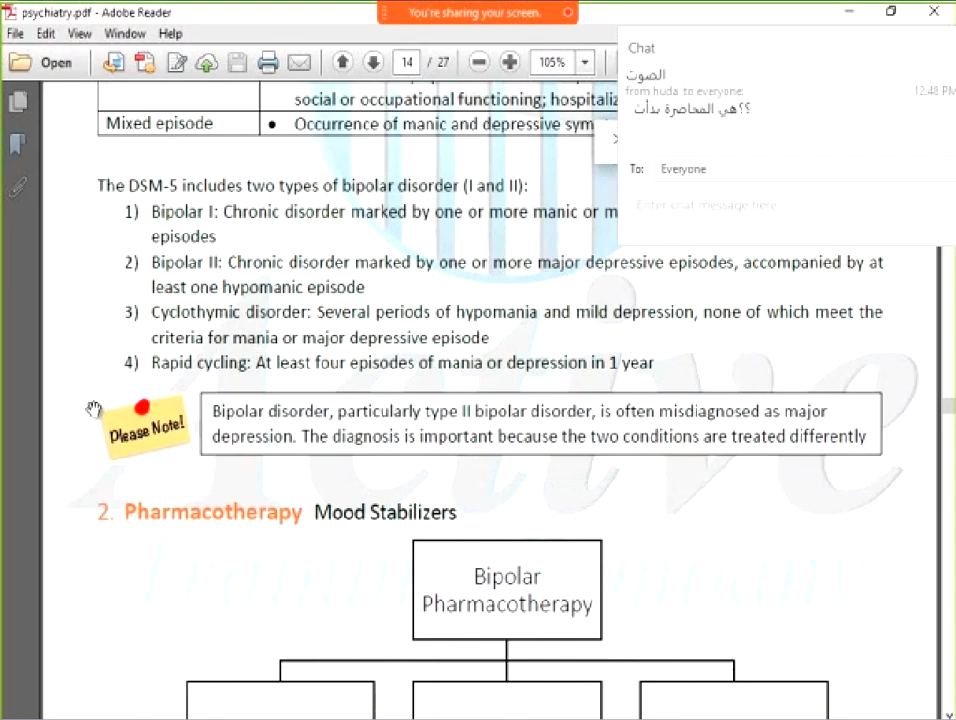 psychiatry.pdf - Adobe Reader
You're sharing your screen.
File Edit View Window Help
Open 14 / 27 105%
Chat
الصوت
from huda to everyone: 12:48 PM
هي المحاصرة بدأت؟؟
To: Everyone
Enter chat message here
social or occupational functioning;
Mixed episode • Occurrence of manic and depressive
The DSM-5 includes two types of bipolar disorder (I and II):
1) Bipolar I: Chronic disorder marked by one or more manic or
episodes
2) Bipolar II: Chronic disorder marked by one or more major depressive episodes, accompanied by at
least one hypomanic episode
3) Cyclothymic disorder: Several periods of hypomania and mild depression, none of which meet the
criteria for mania or major depressive episode
4) Rapid cycling: At least four episodes of mania or depression in 1 year
Please Note!
Bipolar disorder, particularly type II bipolar disorder, is often misdiagnosed as major
depression. The diagnosis is important because the two conditions are treated differently
2. Pharmacotherapy Mood Stabilizers
Bipolar
Pharmacotherapy
Active